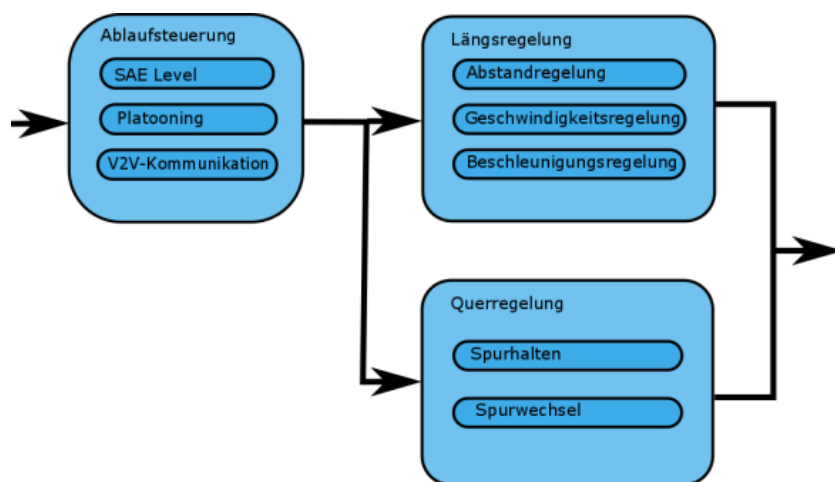 Ablaufsteuerung
SAE Level
Platooning
V2V-Kommunikation
Längsregelung
Abstandregelung
Geschwindigkeitsregelung
Beschleunigungsregelung
Querregelung
Spurhalten
Spurwechsel